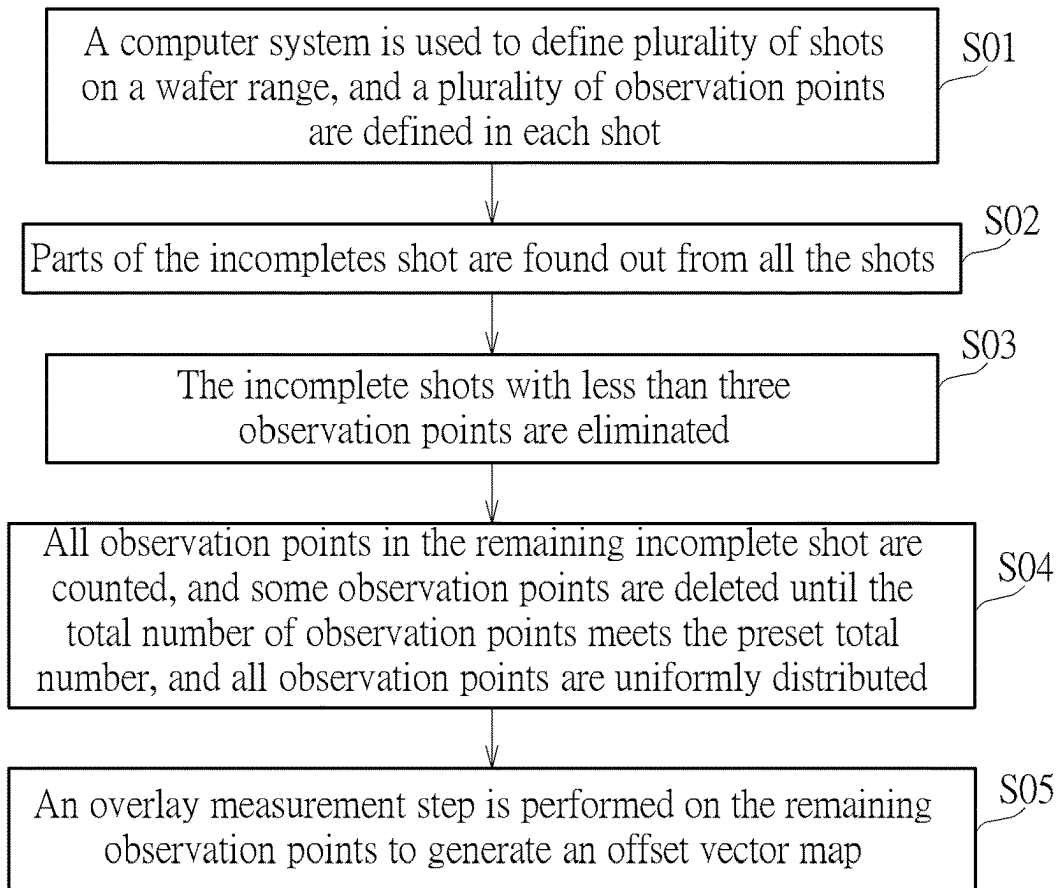 A computer system is used to define plurality of shots
on a wafer range, and a plurality of observation points
are defined in each shot
S01
Parts of the incompletes shot are found out from all the shots
S02
The incomplete shots with less than three
observation points are eliminated
S03
All observation points in the remaining incomplete shot are
counted, and some observation points are deleted until the
total number of observation points meets the preset total
number, and all observation points are uniformly distributed
S04
An overlay measurement step is performed on the remaining
observation points to generate an offset vector map
S05